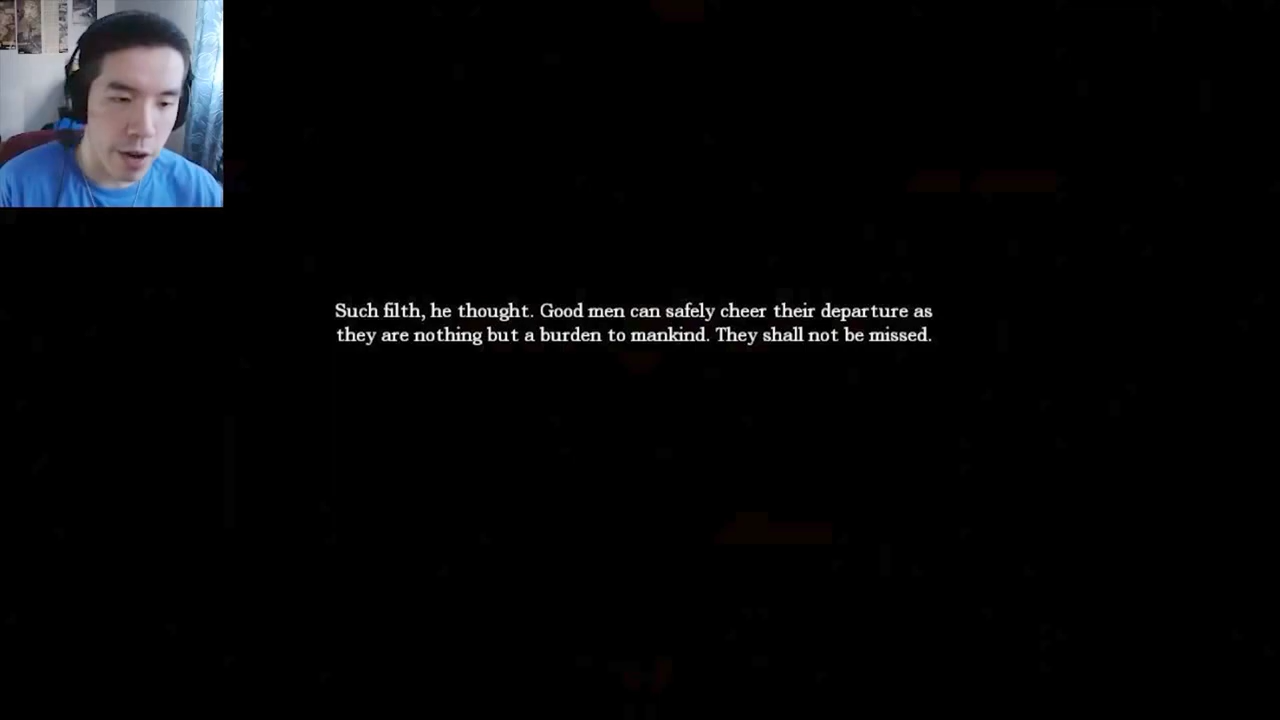 Such filth, he thought. Good men can safely cheer their departure as
they are nothing but a burden to mankind. They shall not be missed.